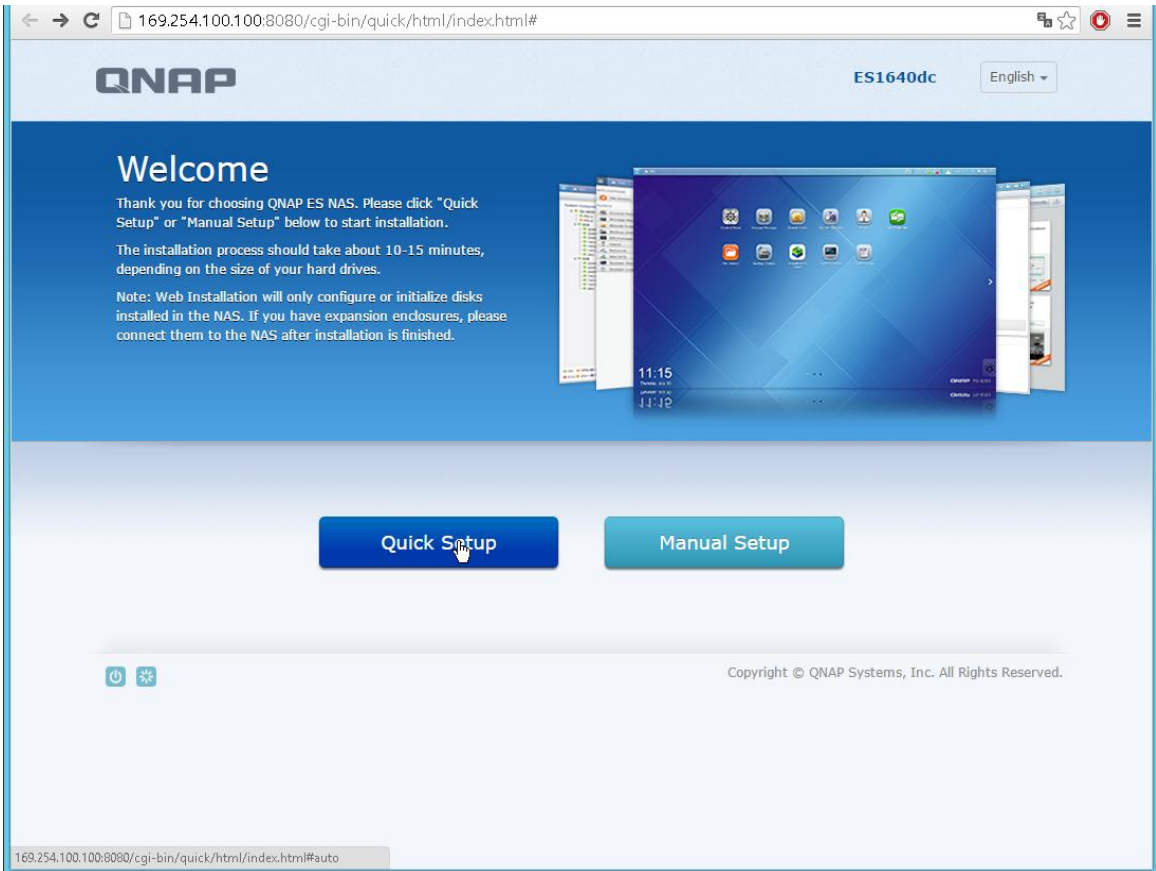 169.254.100.100:8080/cgi-bin/quick/html/index.html#
QNAP
ES1640dc
English
Welcome
Thank you for choosing QNAP ES NAS. Please click "Quick
Setup" or "Manual Setup" below to start installation.
The installation process should take about 10-15 minutes,
depending on the size of your hard drives.
Note: Web Installation will only configure or initialize disks
installed in the NAS. If you have expansion enclosures, please
connect them to the NAS after installation is finished.
11:15
Quick Setup
Manual Setup
Copyright © QNAP Systems, Inc. All Rights Reserved.
169.254.100.100:8080/cgi-bin/quick/html/index.html#auto